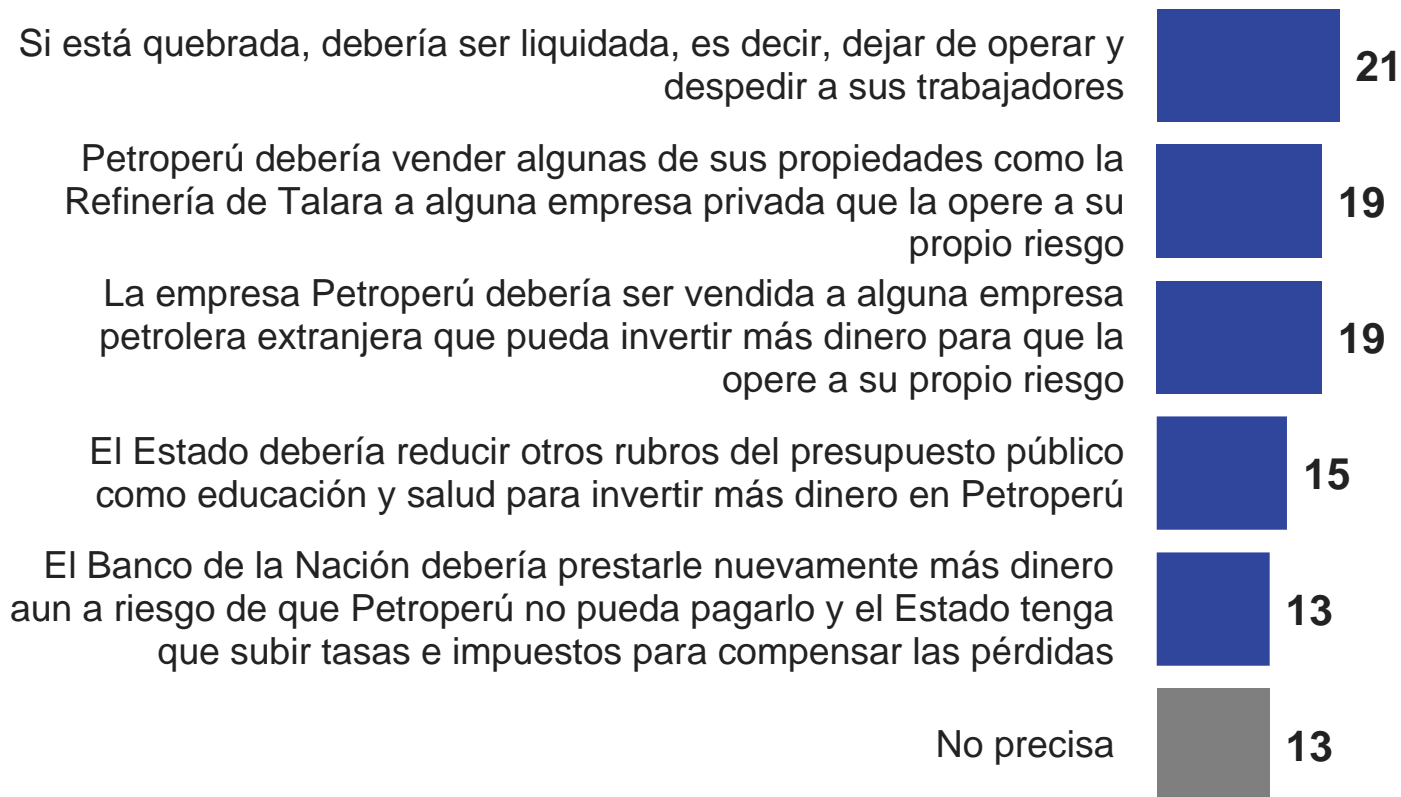 Si está quebrada, debería ser liquidada, es decir, dejar de operar y
despedir a sus trabajadores
21
Petroperú debería vender algunas de sus propiedades como la
Refinería de Talara a alguna empresa privada que la opere a su
propio riesgo
19
La empresa Petroperú debería ser vendida a alguna empresa
petrolera extranjera que pueda invertir más dinero para que la
opere a su propio riesgo
19
El Estado debería reducir otros rubros del presupuesto público
como educación y salud para invertir más dinero en Petroperú
15
El Banco de la Nación debería prestarle nuevamente más dinero
aun a riesgo de que Petroperú no pueda pagarlo y el Estado tenga
que subir tasas e impuestos para compensar las pérdidas
13
No precisa
13